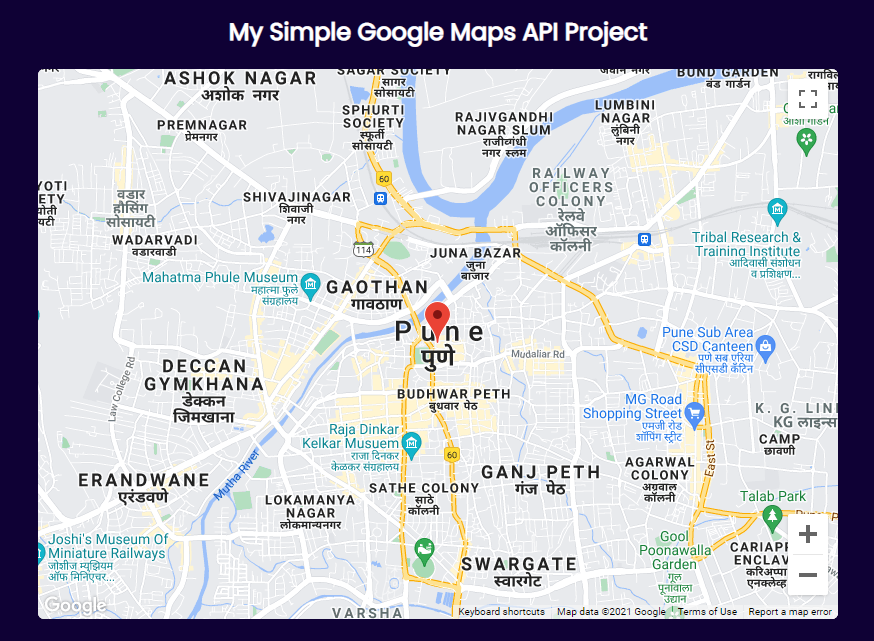 My Simple Google Maps API Project
ASHOK NAGAR
अशोक नगर
SAGAR SOCIETY
सागर
सोसायटी
BUND GARDEN
बंड गार्डन
SPHURTI
SOCIETY
स्फूर्ती
सोसायटी
LUMBINI
NAGAR
लुंबिनी
नगर
PREMNAGAR
प्रेमनगर
RAJIVGANDHI
NAGAR SLUM
राजीव्गंधी
नगर स्लम
60
RAILWAY
OFFICERS
COLONY
रेल्वे
ऑफिसर
कॉलनी
वडार
हौसिंग
सोसायटी
SHIVAJINAGAR
शिवाजी
नगर
WADARVADI
वडारवाडी
114
JUNA BAZAR
जुना
बाजार
Tribal Research &
Training Institute
आदिवासी संशोधन
व प्रशिक्षण...
Mahatma Phule Museum
महात्मा फुले
संग्रहालय
GAOTHAN
गावठाण
Pune
पुणे
Mudaliar Rd
Pune Sub Area
CSD Canteen
पुणे सब एरिया
सीएसडी कँटिन
Law College Rd
DECCAN
GYMKHANA
डेक्कन
जिमखाना
BUDHWAR PETH
बुधवार पेठ
MG Road
Shopping Street
एमजी रोड
शॉपिंग स्ट्रीट
K. G. LINE
KG लाइन्स
CAMP
छावणी
East St
Raja Dinkar
Kelkar Musuem
राजा दिनकर
केळकर संग्रहालय
60
Mutha River
ERANDWANE
एरंडवणे
GANJ PETH
गंज पेठ
AGARWAL
COLONY
अग्रवाल
कॉलनी
SATHE COLONY
साठे
कॉलनी
LOKAMANYA
NAGAR
लोकमान्यनगर
Talab Park
Joshi's Museum Of
Miniature Railways
जोशीज म्यूझियम
ऑफ मिनिएचर...
Gool
Poonawalla
Garden
गूल
पूनावाला
उद्यान
CARIAPP
ENCLAV
करिअप्पा
एनक्लेव्ह
SWARGATE
स्वारगेट
VARSHA
Google
Keyboard shortcuts
Map data ©2021 Google
Terms of Use
Report a map error